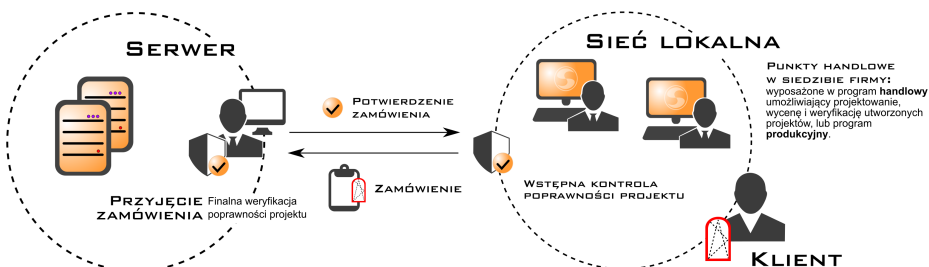 SERWER
PRZYJĘCIE
ZAMÓWIENIA
Finalna weryfikacja
poprawności projektu
POTWIERDZENIE
ZAMÓWIENIA
ZAMÓWIENIE
SIEĆ LOKALNA
WSTĘPNA KONTROLA
POPRAWNOŚCI PROJEKTU
PUNKTY HANDLOWE
W SIEDZIBIE FIRMY:
wyposażone w program handlowy
umożliwiający projektowanie,
wycenę i weryfikację utworzonych
projektów, lub program
produkcyjny.
KLIENT